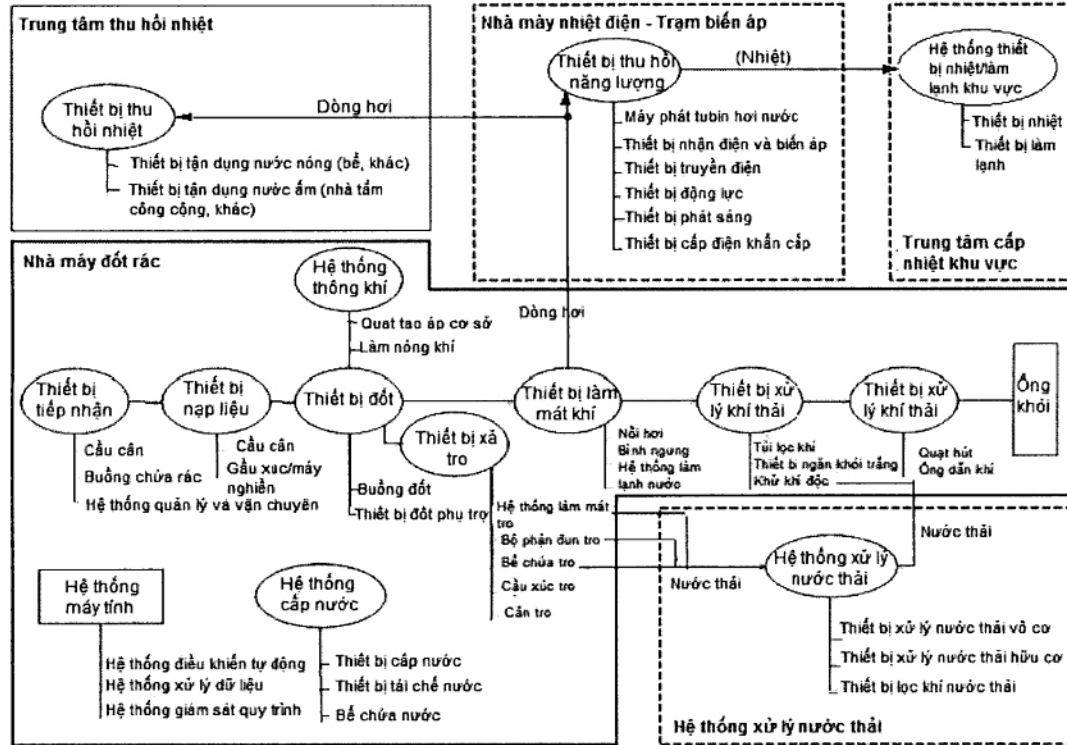 Trung tâm thu hồi nhiệt
Thiết bị thu
hồi nhiệt
Thiết bị tận dụng nước nóng (bể, khác)
Thiết bị tận dụng nước ấm (nhà tắm
công cộng, khác)
Dòng hơi
Nhà máy nhiệt điện - Trạm biến áp
Thiết bị thu hồi
năng lượng
(Nhiệt)
Máy phát tubin hơi nước
Thiết bị nhận điện và biến áp
Thiết bị truyền điện
Thiết bị động lực
Thiết bị phát sáng
Thiết bị cấp điện khẩn cấp
Hệ thống thiết
bị nhiệt/làm
lạnh khu vực
Thiết bị nhiệt
Thiết bị làm
lạnh
Trung tâm cấp
nhiệt khu vực
Nhà máy đốt rác
Hệ thống
thông khí
Quạt tạo áp cơ sở
Làm nóng khí
Dòng hơi
Thiết bị
tiếp nhận
Cầu cân
Buồng chứa rác
Hệ thống quản lý và vận chuyên
Thiết bị
nạp liệu
Cầu cân
Gầu xúc/máy
nghiền
Thiết bị đốt
Buồng đốt
Thiết bị đốt phụ trợ
Thiết bị xả
tro
Hệ thống làm mát
tro
Bộ phận đun tro
Bể chứa tro
Cầu xúc tro
Cân tro
Thiết bị làm
mát khí
Nồi hơi
Bình ngưng
Hệ thống làm
lạnh nước
Thiết bị xử
lý khí thải
Túi lọc khí
Thiết bị ngăn khói trắng
Khử khí độc
Thiết bị xử
lý khí thải
Quạt hút
Ống dẫn khí
Ống
khói
Nước thải
Nước thải
Hệ thống xử lý
nước thải
Thiết bị xử lý nước thải vô cơ
Thiết bị xử lý nước thải hữu cơ
Thiết bị lọc khí nước thải
Hệ thống xử lý nước thải
Hệ thống
máy tính
Hệ thống điều khiển tự động
Hệ thống xử lý dữ liệu
Hệ thống giám sát quy trình
Hệ thống
cấp nước
Thiết bị cấp nước
Thiết bị tái chế nước
Bể chứa nước